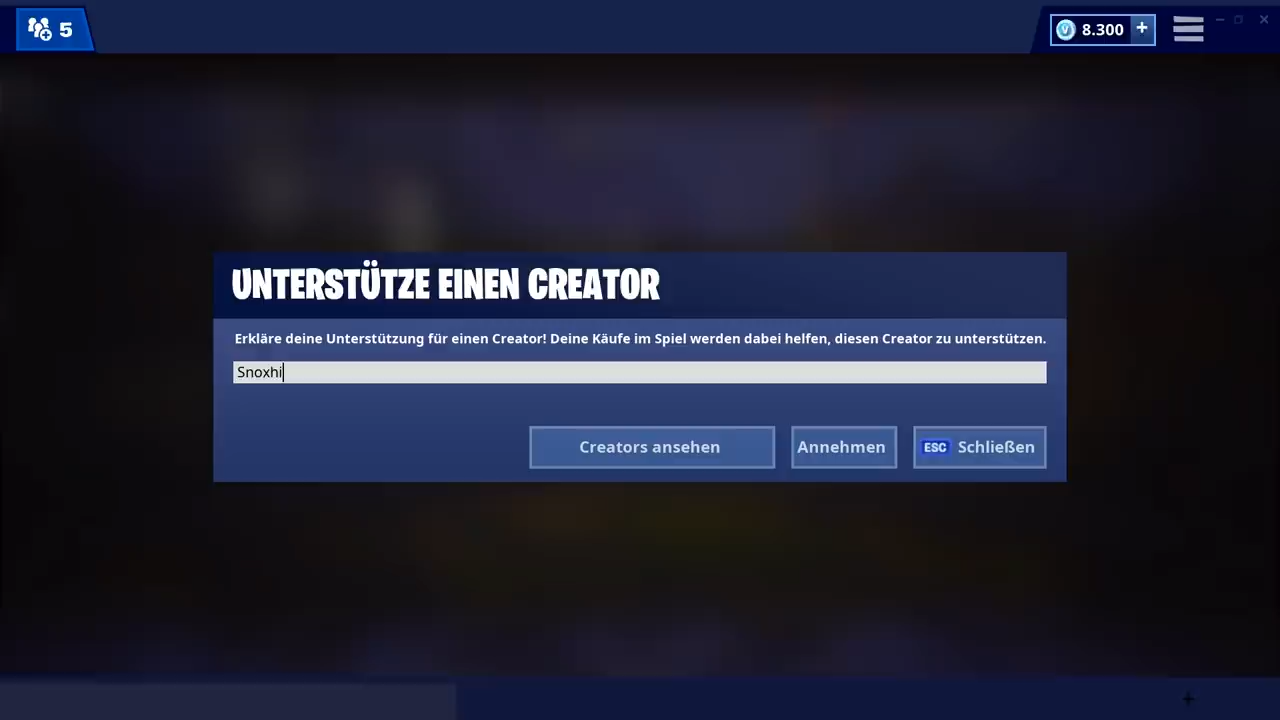 5
8.300 +
UNTERSTÜTZE EINEN CREATOR
Erkläre deine Unterstützung für einen Creator! Deine Käufe im Spiel werden dabei helfen, diesen Creator zu unterstützen.
Snoxhi
Creators ansehen
Annehmen
ESC Schließen